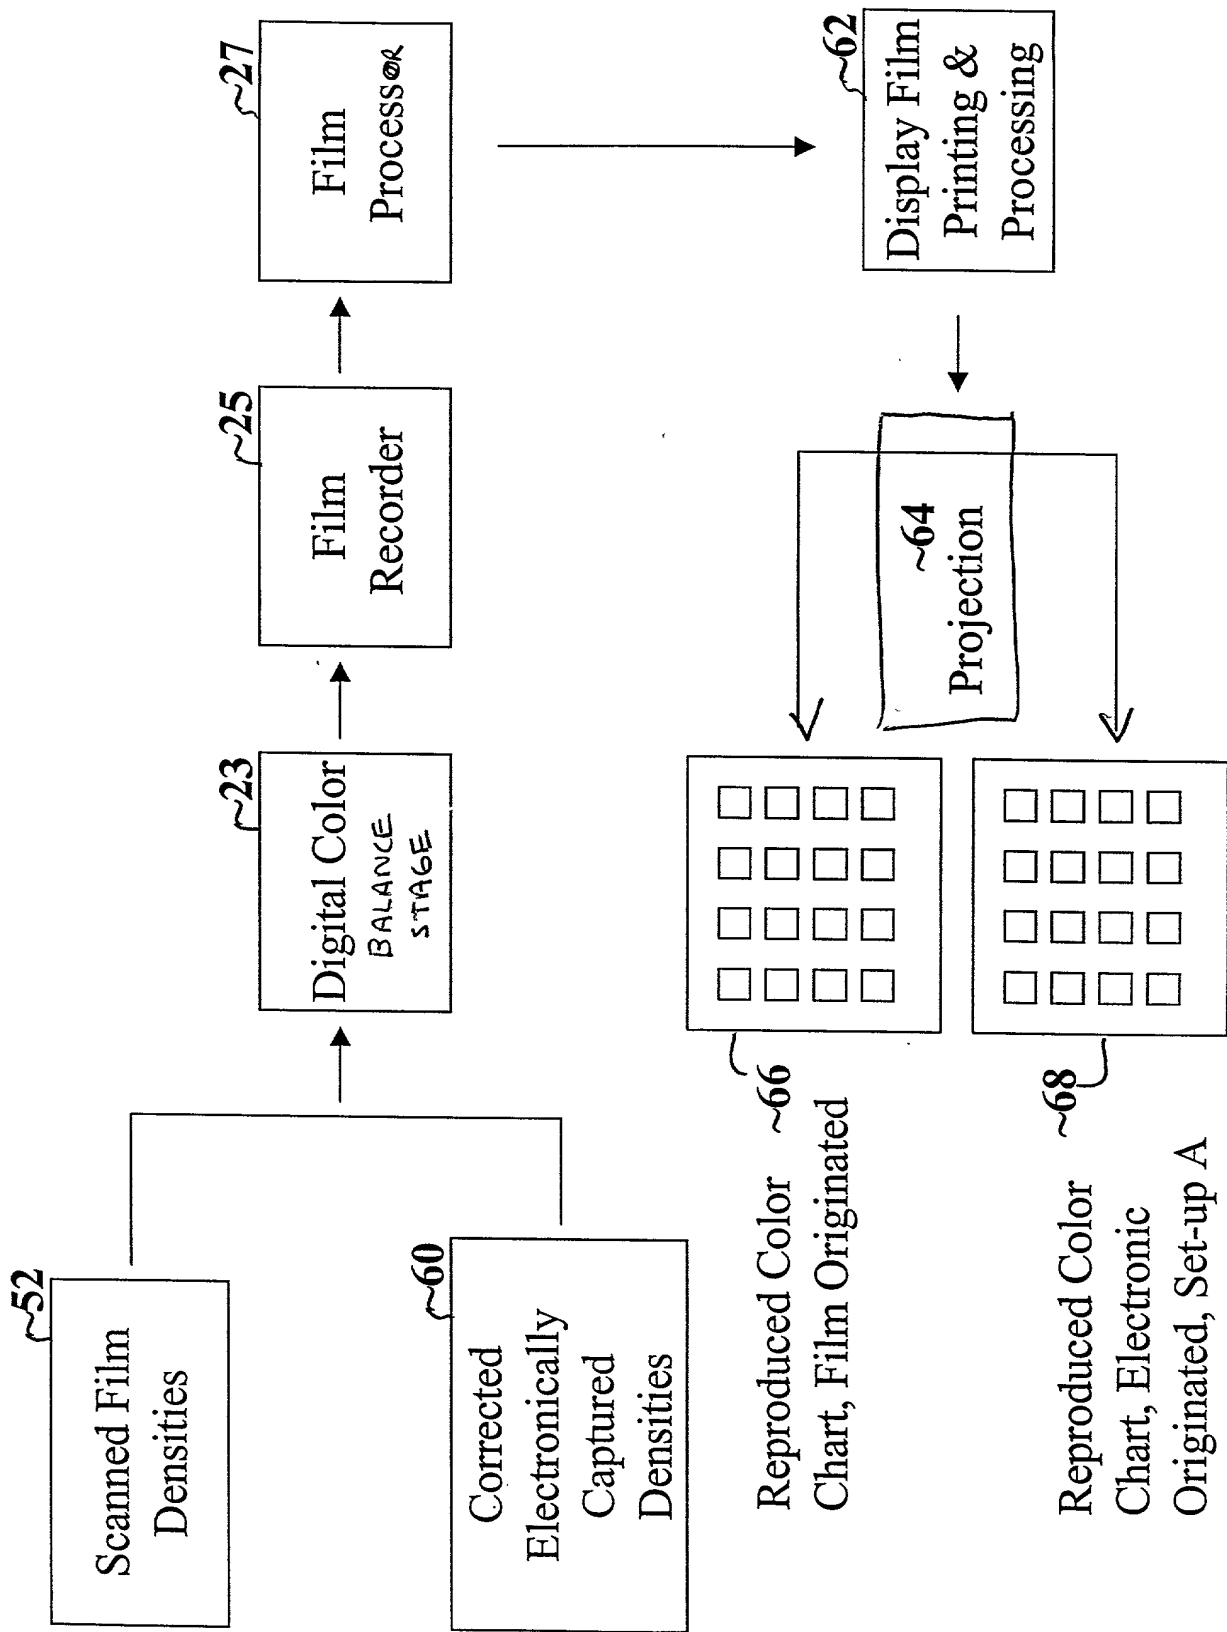 ~52
Scanned Film
Densities
~60
Corrected
Electronically
Captured
Densities
~23
Digital Color
BALANCE
STAGE
~25
Film
Recorder
~27
Film
Processor
~62
Display Film
Printing &
Processing
~64
Projection
Reproduced Color ~66
Chart, Film Originated
Reproduced Color ~68
Chart, Electronic
Originated, Set-up A